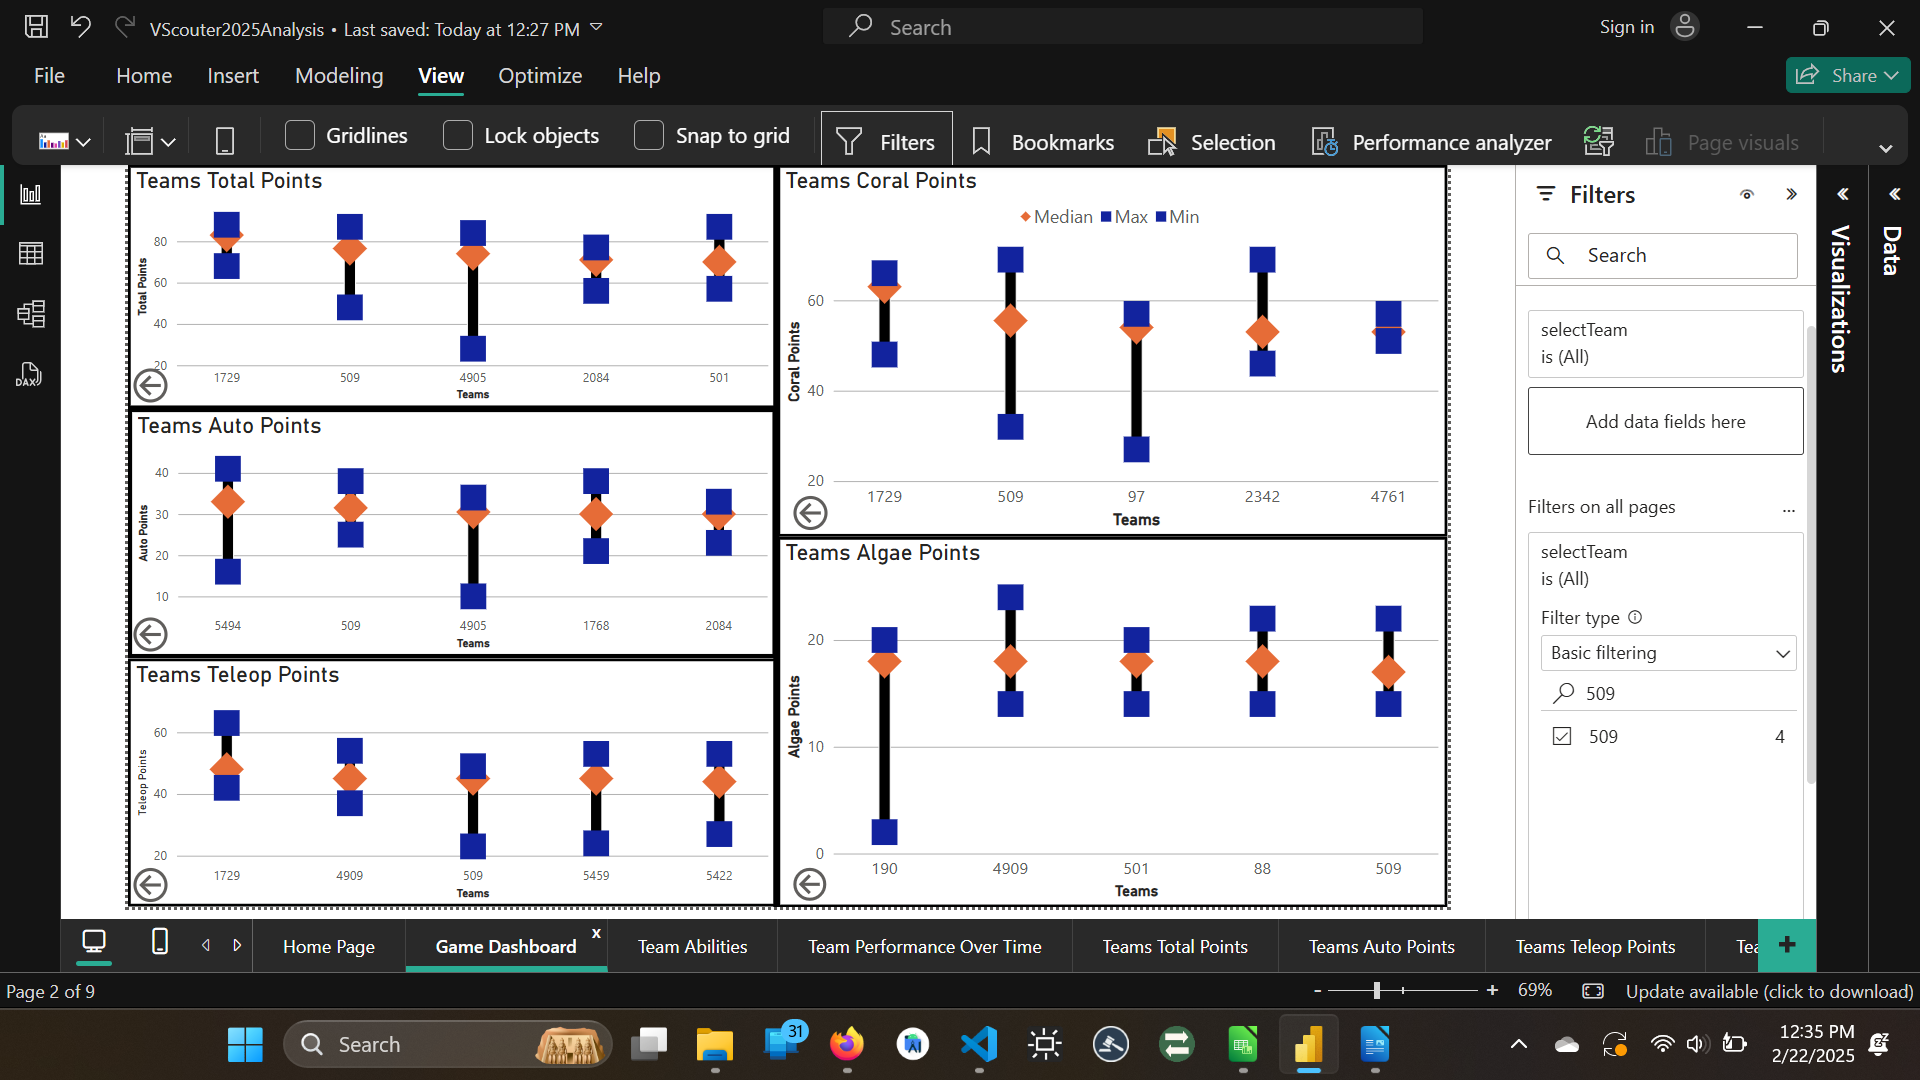 VScouter2025Analysis • Last saved: Today at 12:27 PM
Search
Sign in
File
Home
Insert
Modeling
View
Optimize
Help
Share
Gridlines
Lock objects
Snap to grid
Filters
Bookmarks
Selection
Performance analyzer
Page visuals
DAX
Teams Total Points
Total Points
80
60
40
20
1729 509 4905 2084 501
Teams
Teams Auto Points
Auto Points
40
30
20
10
5494 509 4905 1768 2084
Teams
Teams Teleop Points
Teleop Points
60
40
20
1729 4909 509 5459 5422
Teams
Teams Coral Points
Median Max Min
Coral Points
60
40
20
1729 509 97 2342 4761
Teams
Teams Algae Points
Algae Points
20
10
0
190 4909 501 88 509
Teams
Filters
Search
selectTeam
is (All)
Add data fields here
Filters on all pages
...
selectTeam
is (All)
Filter type
Basic filtering
509
509 4
Visualizations
Data
Home Page
Game Dashboard x
Team Abilities
Team Performance Over Time
Teams Total Points
Teams Auto Points
Teams Teleop Points
Tea
+
Page 2 of 9
- + 69%
Update available (click to download)
Search
31
12:35 PM
2/22/2025